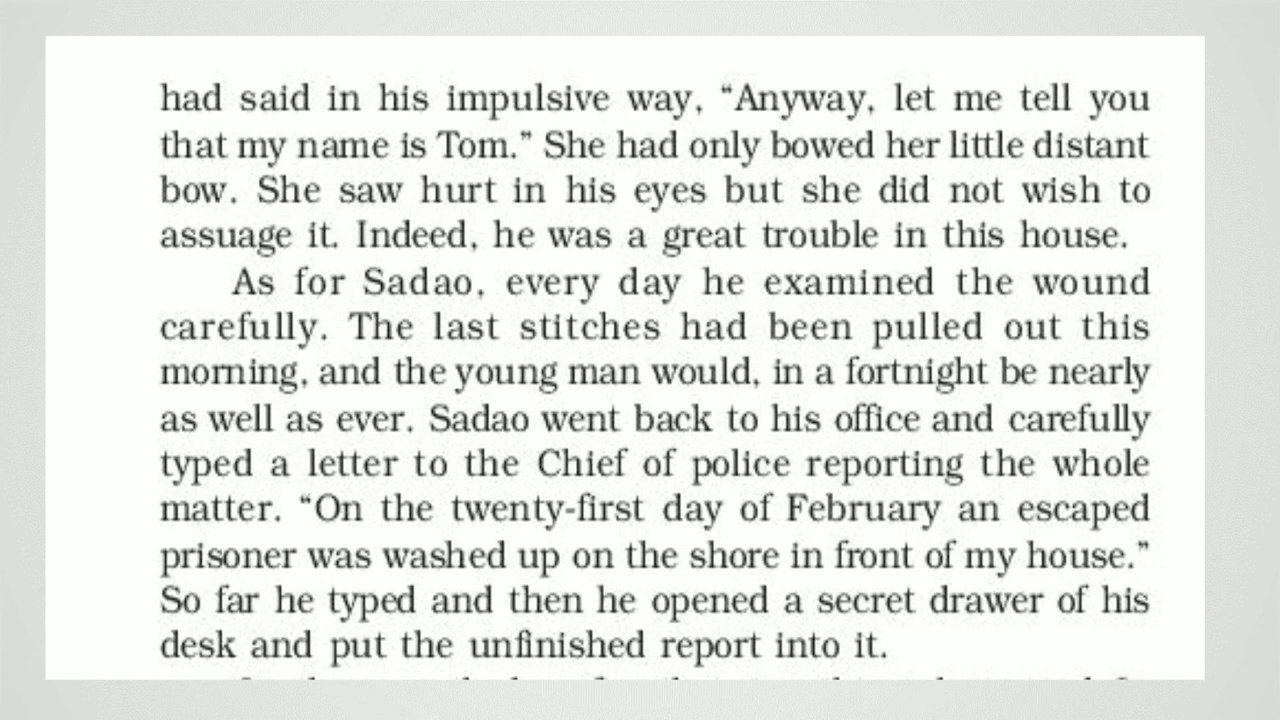 had said in his impulsive way, “Anyway, let me tell you
that my name is Tom.” She had only bowed her little distant
bow. She saw hurt in his eyes but she did not wish to
assuage it. Indeed, he was a great trouble in this house.
As for Sadao, every day he examined the wound
carefully. The last stitches had been pulled out this
morning, and the young man would, in a fortnight be nearly
as well as ever. Sadao went back to his office and carefully
typed a letter to the Chief of police reporting the whole
matter. “On the twenty-first day of February an escaped
prisoner was washed up on the shore in front of my house.”
So far he typed and then he opened a secret drawer of his
desk and put the unfinished report into it.